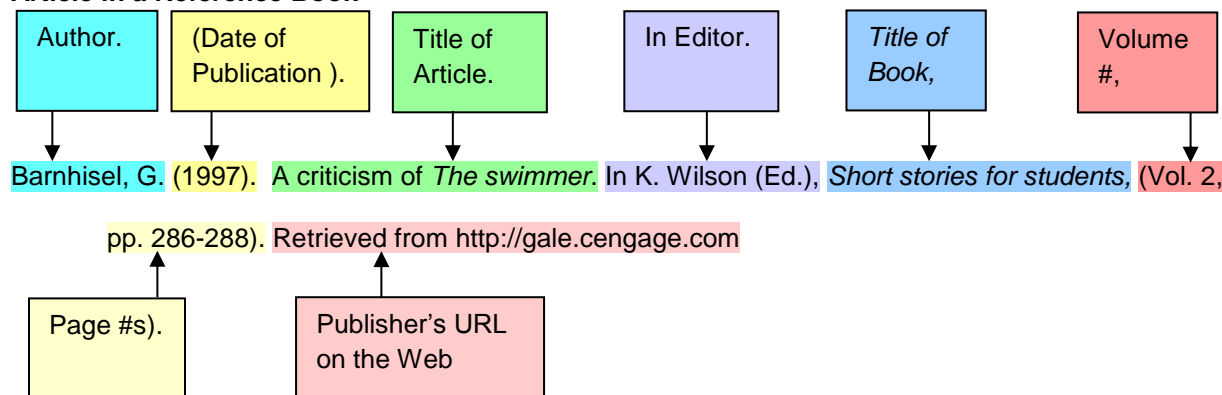 Article in a Reference Book
Author.
(Date of
Publication ).
Title of
Article.
In Editor.
Title of
Book,
Volume
#,
Barnhisel, G. (1997). A criticism of The swimmer. In K. Wilson (Ed.), Short stories for students, (Vol. 2,
pp. 286-288). Retrieved from http://gale.cengage.com
Page #s).
Publisher's URL
on the Web